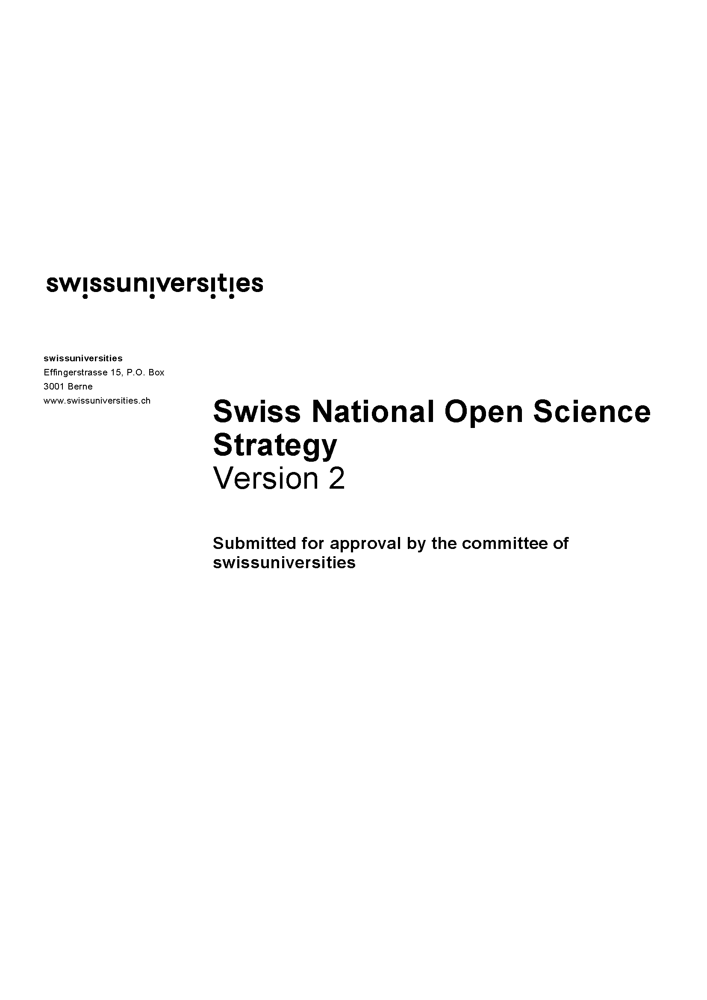 swissuniversities
swissuniversities
Effingerstrasse 15, P.O. Box
3001 Berne
www.swissuniversities.ch
Swiss National Open Science
Strategy
Version 2
Submitted for approval by the committee of
swissuniversities